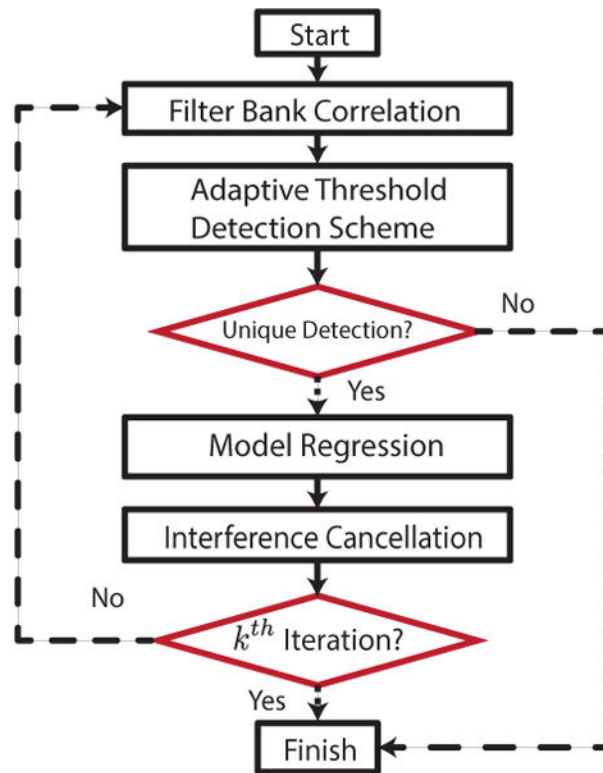 Start
Filter Bank Correlation
Adaptive Threshold
Detection Scheme
No
Unique Detection?
Yes
Model Regression
Interference Cancellation
No
k^{th} Iteration?
Yes
Finish